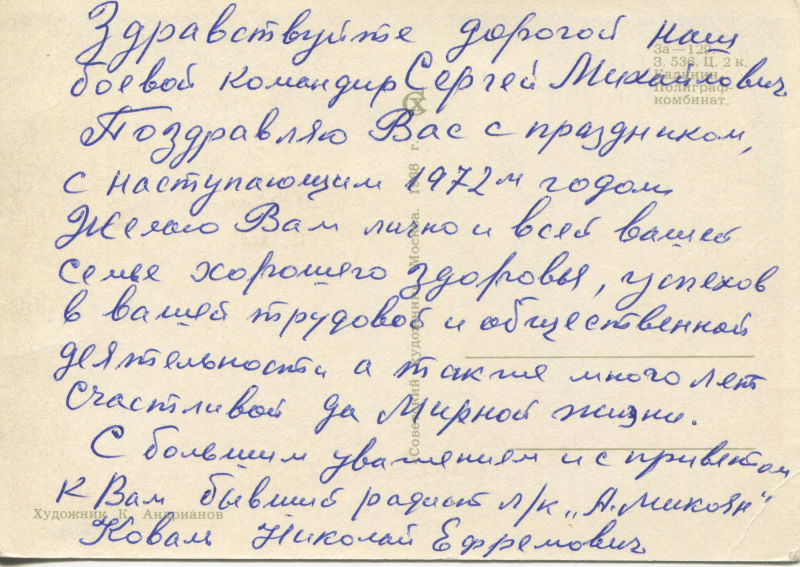 Здравствуйте дорогой наш
боевой командир Сергей Михайлович
Поздравляю Вас с праздником,
с наступающим 1972м годом
Желаю Вам лично и всей вашей
семье хорошего здоровья, успехов
в вашей трудовой и общественной
деятельности а также много лет
счастливой да Мирной жизни.
С большим уважением и с приветом
к Вам бывший радист л/к „А. Микоян"
Ковал Николай Ефремович
За—129.
З. 538. Ц. 2 к.
Калинин.
Полиграф.
комбинат.
Советский художник. Москва. 1968 г.
Художник К. Андрианов